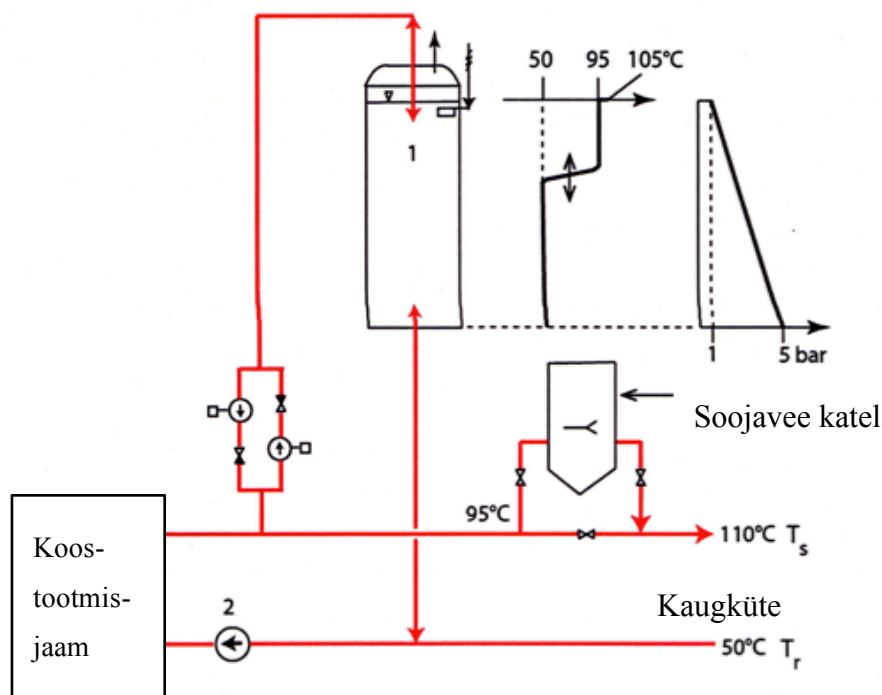 50
95
105°C
1
1
5 bar
Soojavee katel
95°C
110°C Ts
Koos-
tootmis-
jaam
2
Kaugküte
50°C Tr